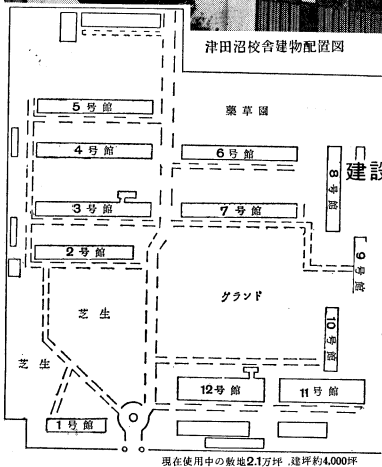 津田沼校舎建物配置図
5号館
薬草園
4号館
6号館
8号館
建設
3号館
7号館
2号館
9号館
芝生
グランド
10号館
芝生
12号館
11号館
1号館
現在使用中の敷地2.1万坪、建坪約4,000坪